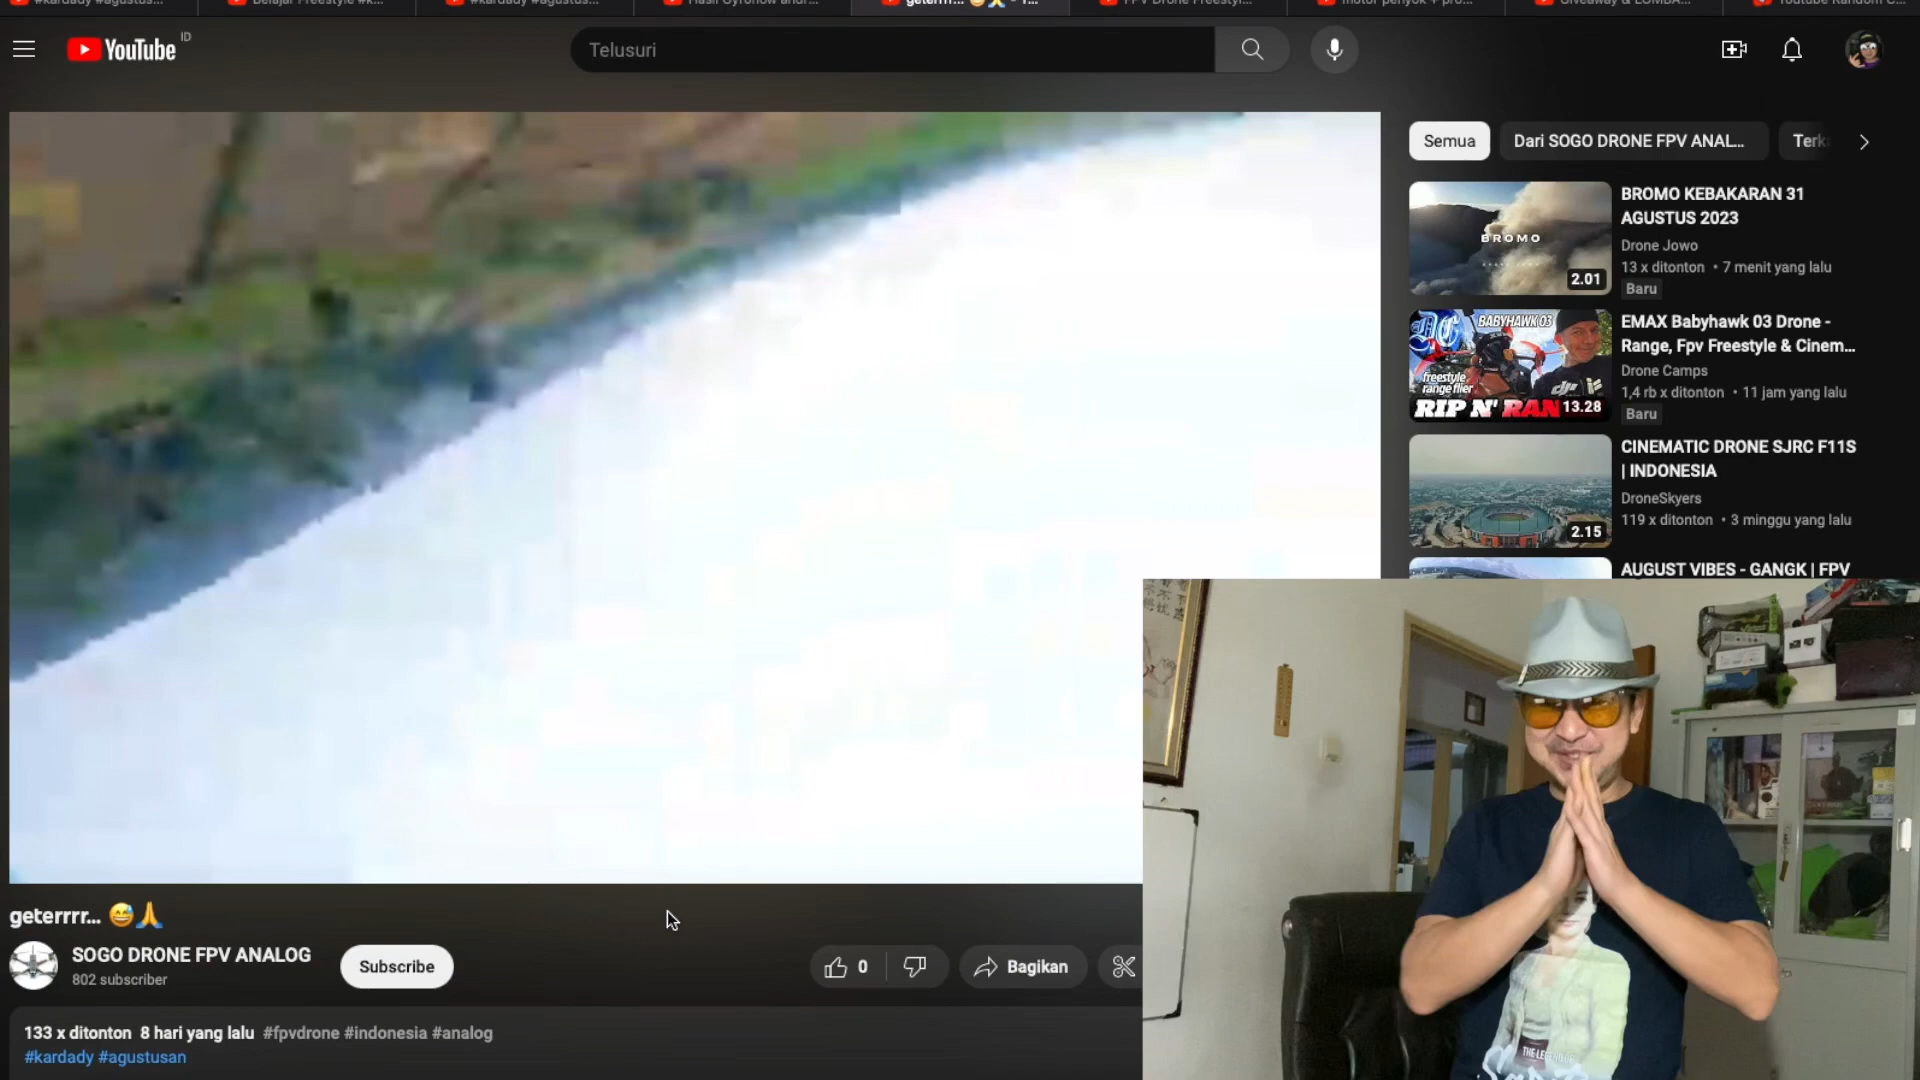 YouTube ID
Telusuri
Semua
Dari SOGO DRONE FPV ANAL...
BROMO
2.01
BROMO KEBAKARAN 31
AGUSTUS 2023
Drone Jowo
13 x ditonton • 7 menit yang lalu
Baru
DC
BABYHAWK 03
freestyle
range flier
RIP N' RAN
13.28
EMAX Babyhawk 03 Drone -
Range, Fpv Freestyle & Cinem...
Drone Camps
1,4 rb x ditonton • 11 jam yang lalu
Baru
2.15
CINEMATIC DRONE SJRC F11S
| INDONESIA
DroneSkyers
119 x ditonton • 3 minggu yang lalu
AUGUST VIBES - GANGK | FPV
geterrrr... 😅🙏
SOGO DRONE FPV ANALOG
802 subscriber
Subscribe
0
Bagikan
133 x ditonton 8 hari yang lalu #fpvdrone #indonesia #analog
#kardady #agustusan